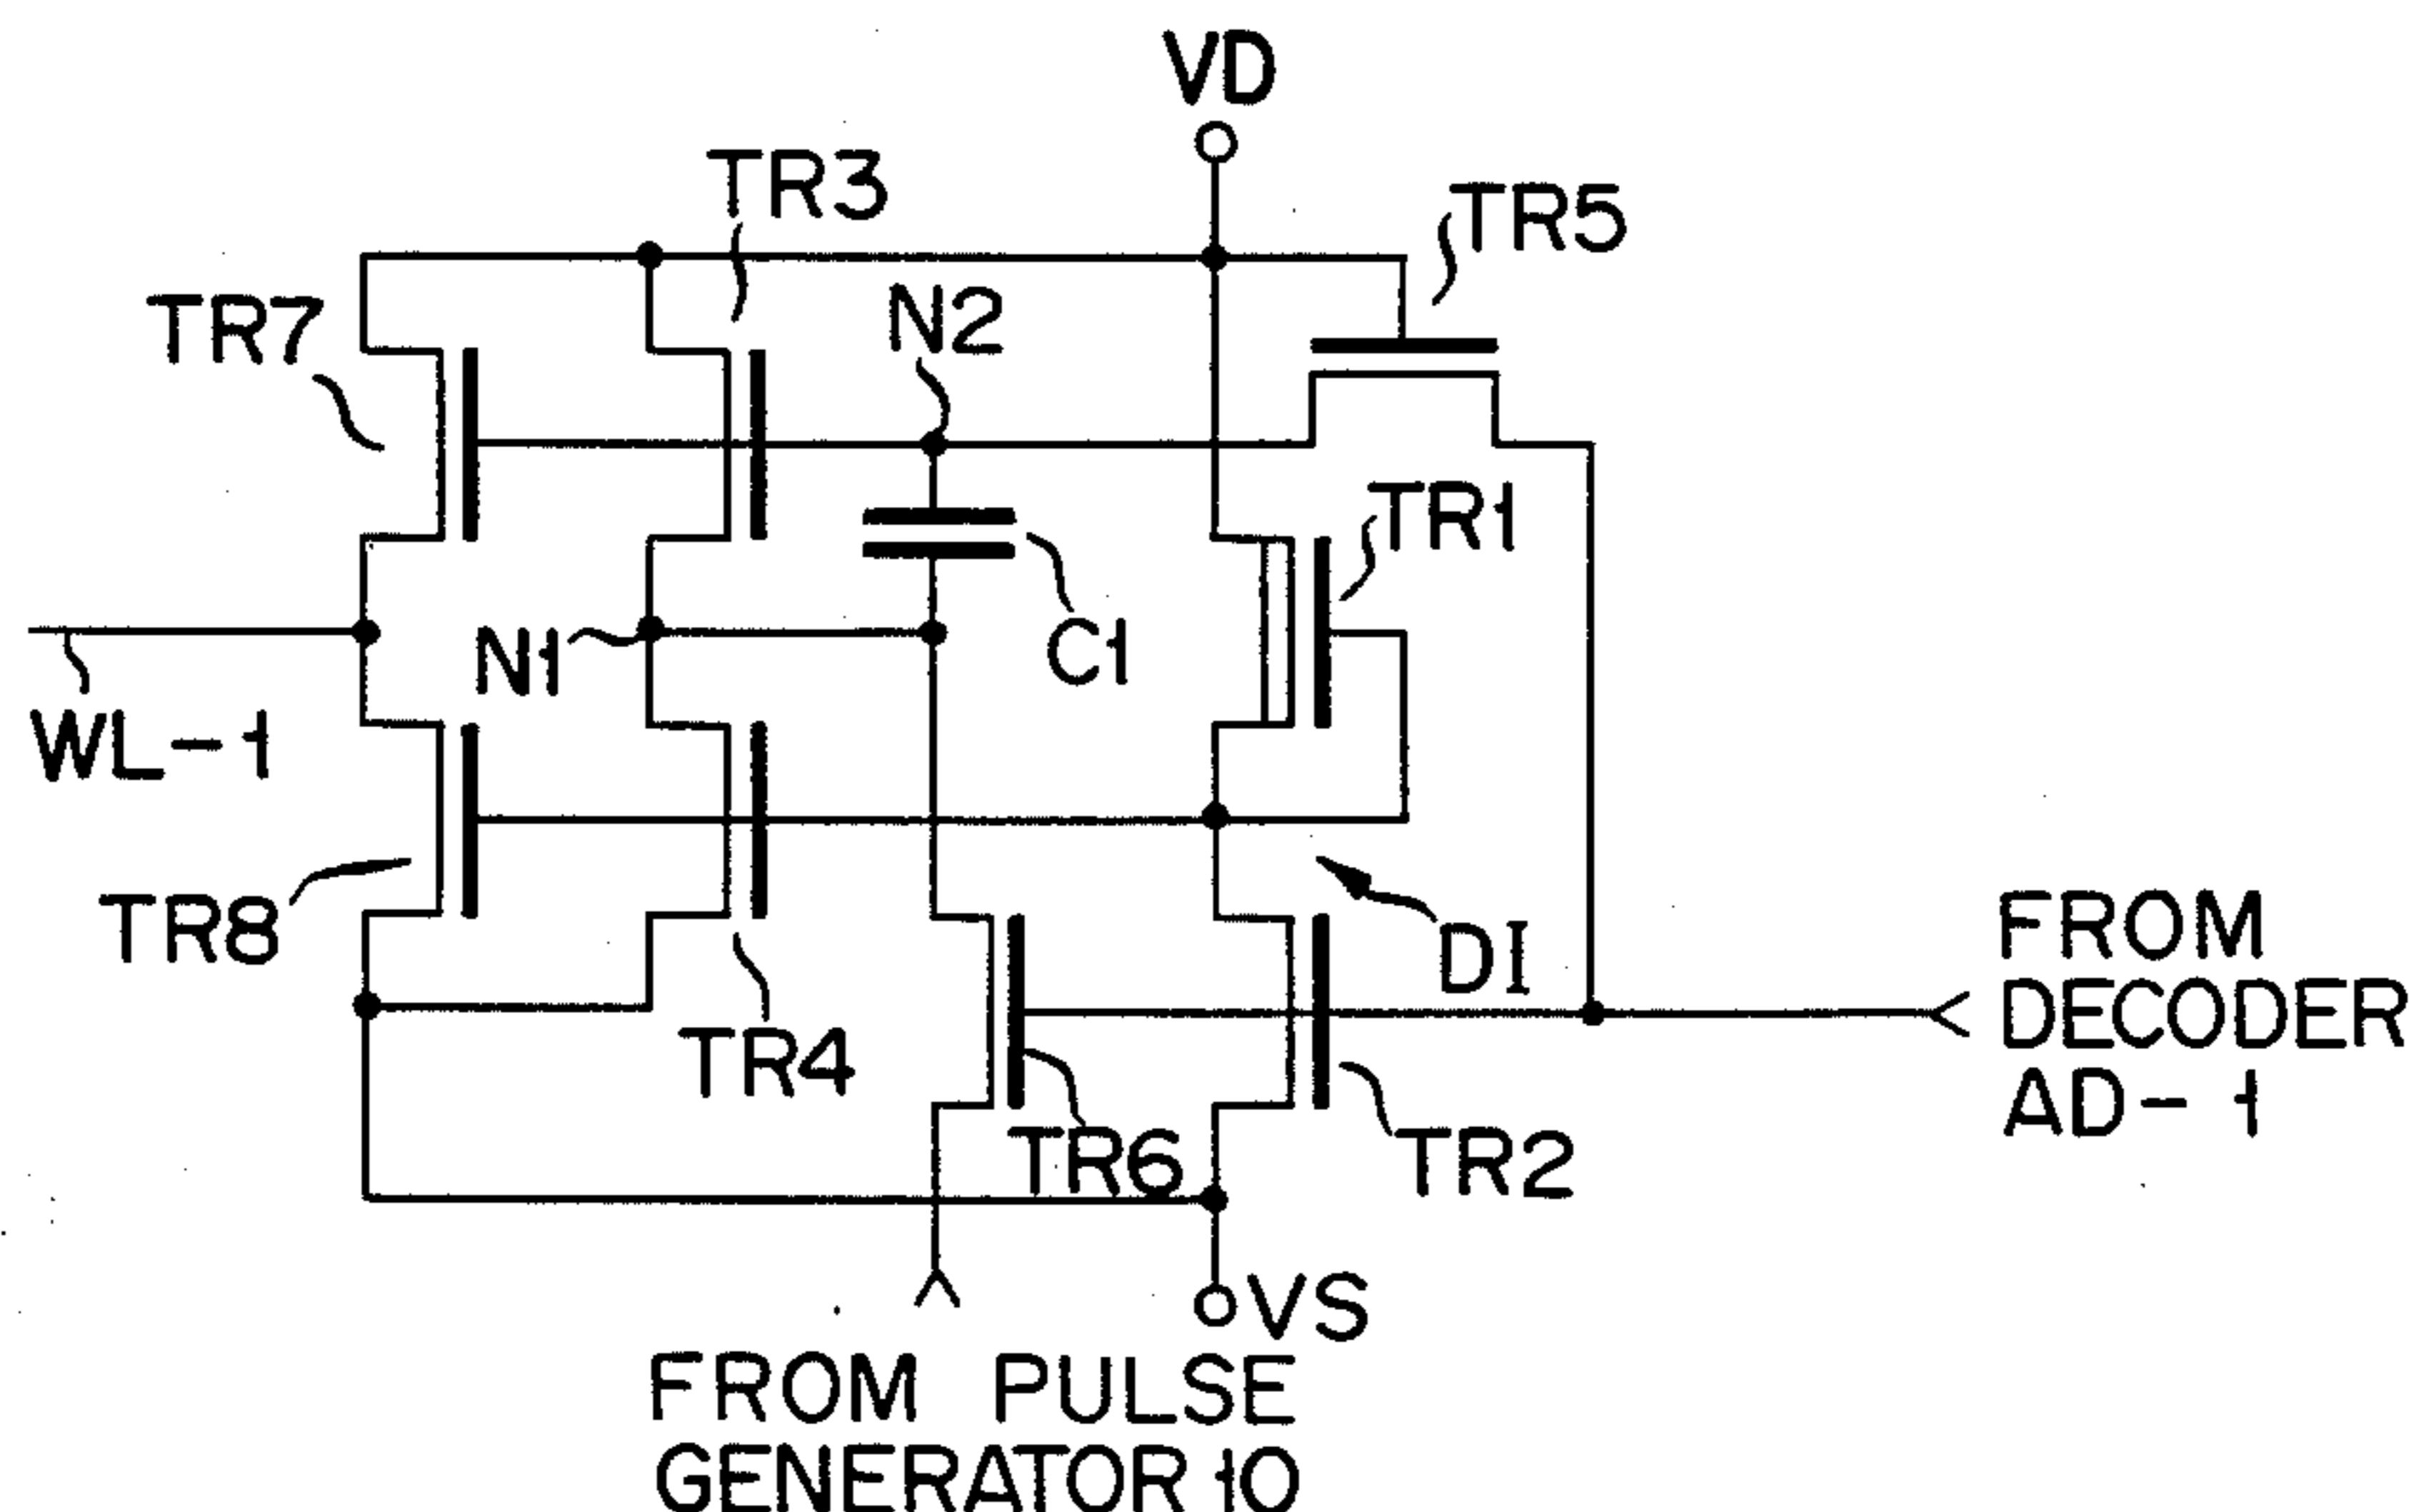 VD
TR3
TR5
TR7
N2
TR1
N1
C1
WL-1
TR8
DI
FROM
DECODER
AD-1
TR4
TR6
TR2
VS
FROM PULSE
GENERATOR 10